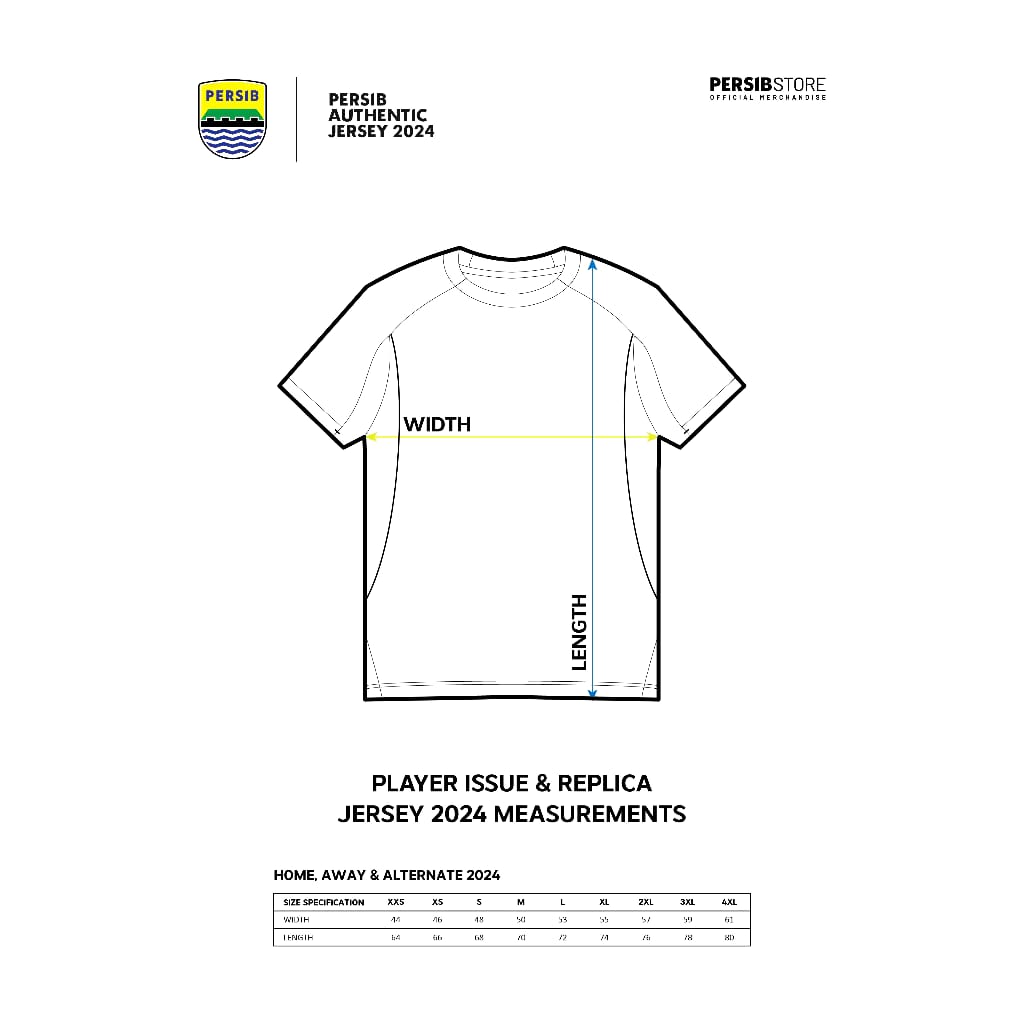 PERSIB
PERSIB
AUTHENTIC
JERSEY 2024
PERSIBSTORE
OFFICIAL MERCHANDISE
WIDTH
LENGTH
PLAYER ISSUE & REPLICA
JERSEY 2024 MEASUREMENTS
HOME, AWAY & ALTERNATE 2024
SIZE SPECIFICATION XXS XS S M L XL 2XL 3XL 4XL
WIDTH 44 46 48 50 53 55 57 59 61
LENGTH 64 66 68 70 72 74 76 78 80